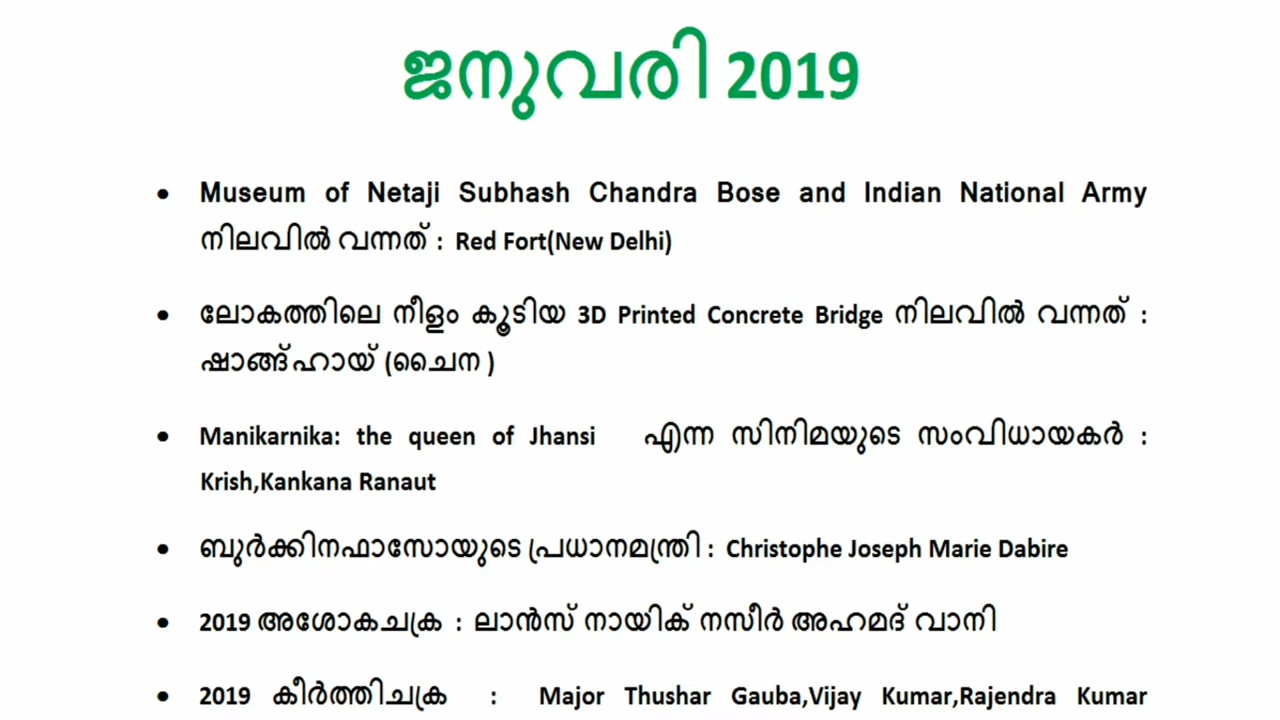 ജനുവരി 2019
• Museum of Netaji Subhash Chandra Bose and Indian National Army
നിലവിൽ വന്നത് : Red Fort(New Delhi)
• ലോകത്തിലെ നീളം കൂടിയ 3D Printed Concrete Bridge നിലവിൽ വന്നത് :
ഷാങ്ങ്ഹായ് (ചൈന )
• Manikarnika: the queen of Jhansi എന്ന സിനിമയുടെ സംവിധായകർ :
Krish,Kankana Ranaut
• ബുർക്കിനഫാസോയുടെ പ്രധാനമന്ത്രി : Christophe Joseph Marie Dabire
• 2019 അശോകചക്ര : ലാൻസ് നായിക് നസീർ അഹമദ് വാനി
• 2019 കീർത്തിചക്ര : Major Thushar Gauba,Vijay Kumar,Rajendra Kumar